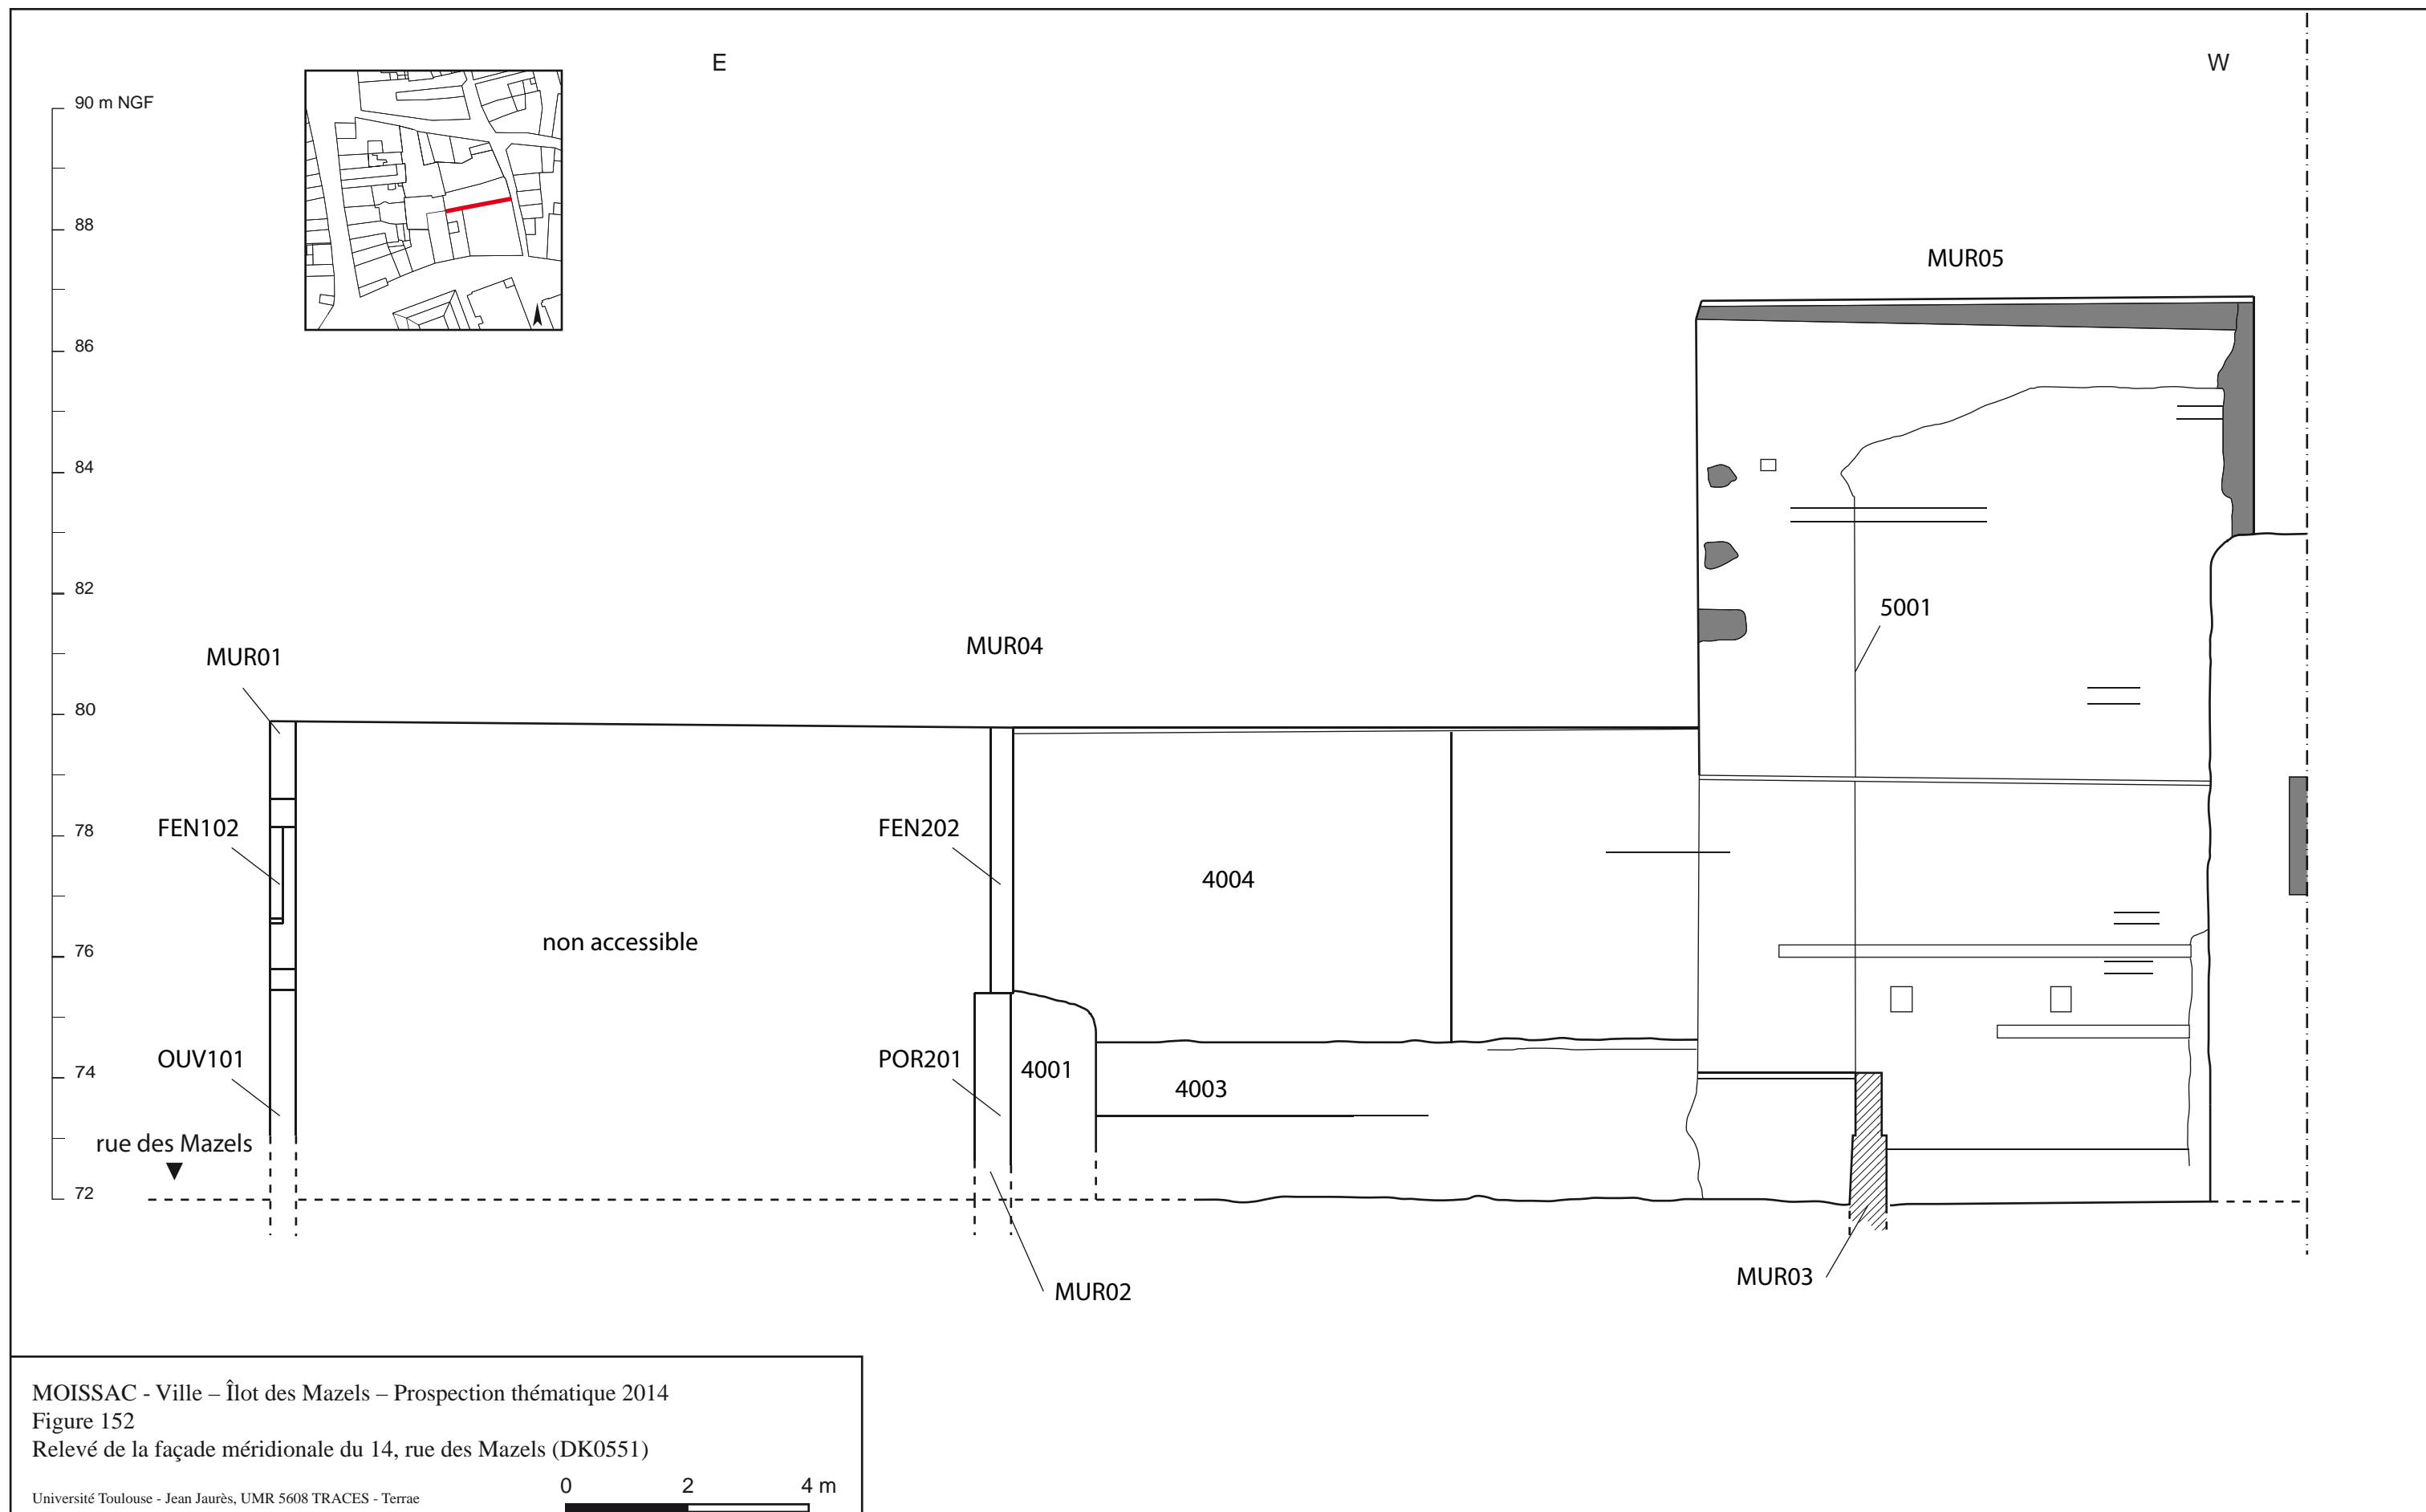 E
W
90 m NGF
88
86
84
82
80
78
76
74
72
MUR05
5001
MUR01
MUR04
FEN102
FEN202
4004
non accessible
OUV101
POR201
4001
4003
rue des Mazels
MUR02
MUR03
MOISSAC - Ville – Îlot des Mazels – Prospection thématique 2014
Figure 152
Relevé de la façade méridionale du 14, rue des Mazels (DK0551)
0 2 4 m
Université Toulouse - Jean Jaurès, UMR 5608 TRACES - Terrae